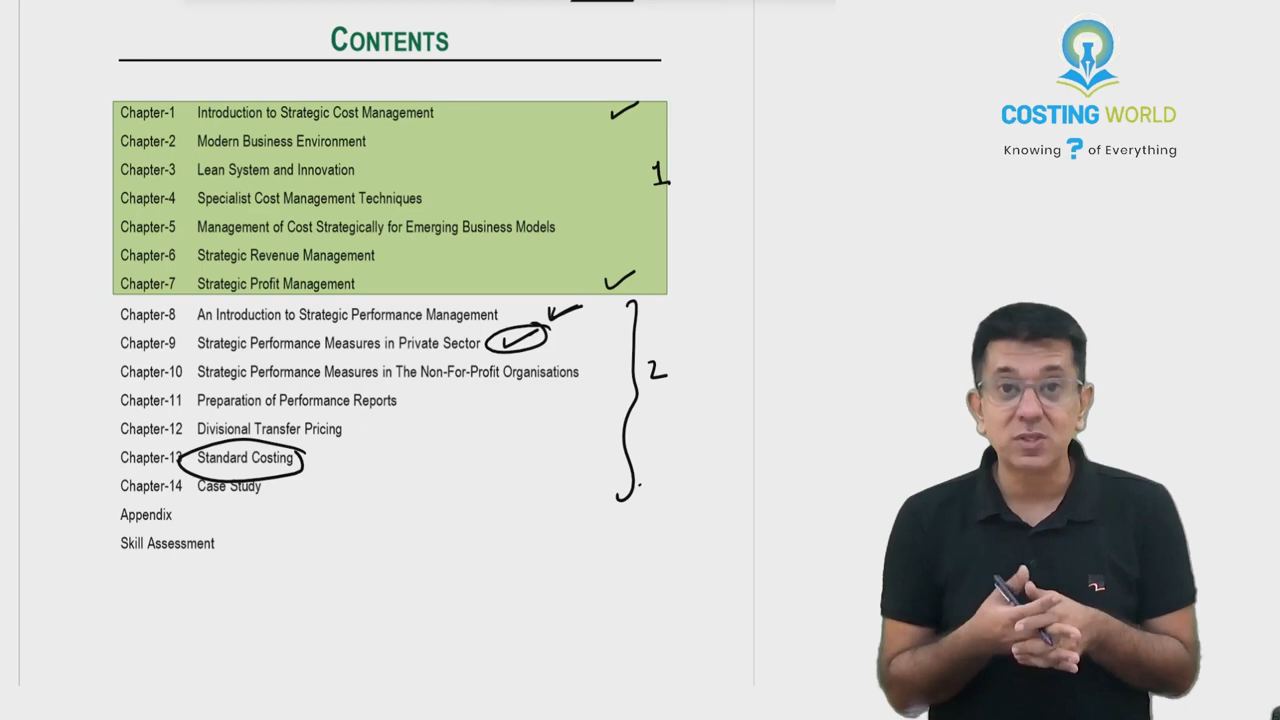 CONTENTS
Chapter-1 Introduction to Strategic Cost Management
Chapter-2 Modern Business Environment
Chapter-3 Lean System and Innovation
Chapter-4 Specialist Cost Management Techniques
Chapter-5 Management of Cost Strategically for Emerging Business Models
Chapter-6 Strategic Revenue Management
Chapter-7 Strategic Profit Management
1
Chapter-8 An Introduction to Strategic Performance Management
Chapter-9 Strategic Performance Measures in Private Sector
Chapter-10 Strategic Performance Measures in The Non-For-Profit Organisations
Chapter-11 Preparation of Performance Reports
Chapter-12 Divisional Transfer Pricing
Chapter-13 Standard Costing
Chapter-14 Case Study
2
Appendix
Skill Assessment
COSTING WORLD
Knowing ? of Everything